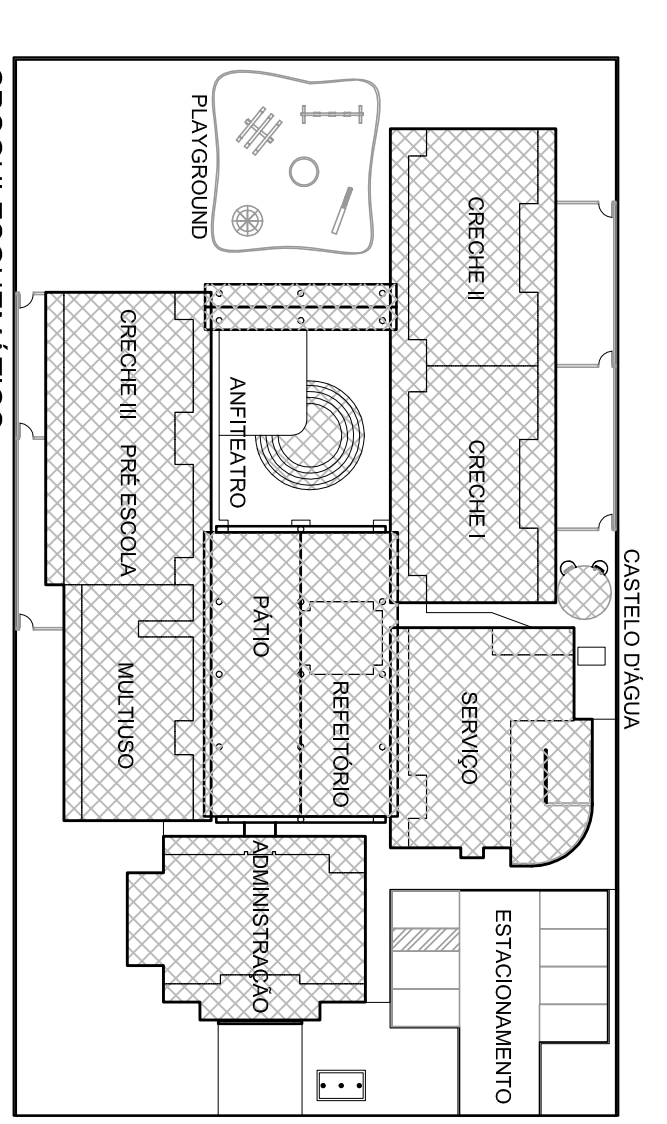 CASTELO D'ÁGUA
PLAYGROUND
CRECHE II
CRECHE I
ANFITEATRO
CRECHE III
PRÉ ESCOLA
PÁTIO
REFEITÓRIO
SERVIÇO
MULTIUSO
ADMINISTRAÇÃO
ESTACIONAMENTO